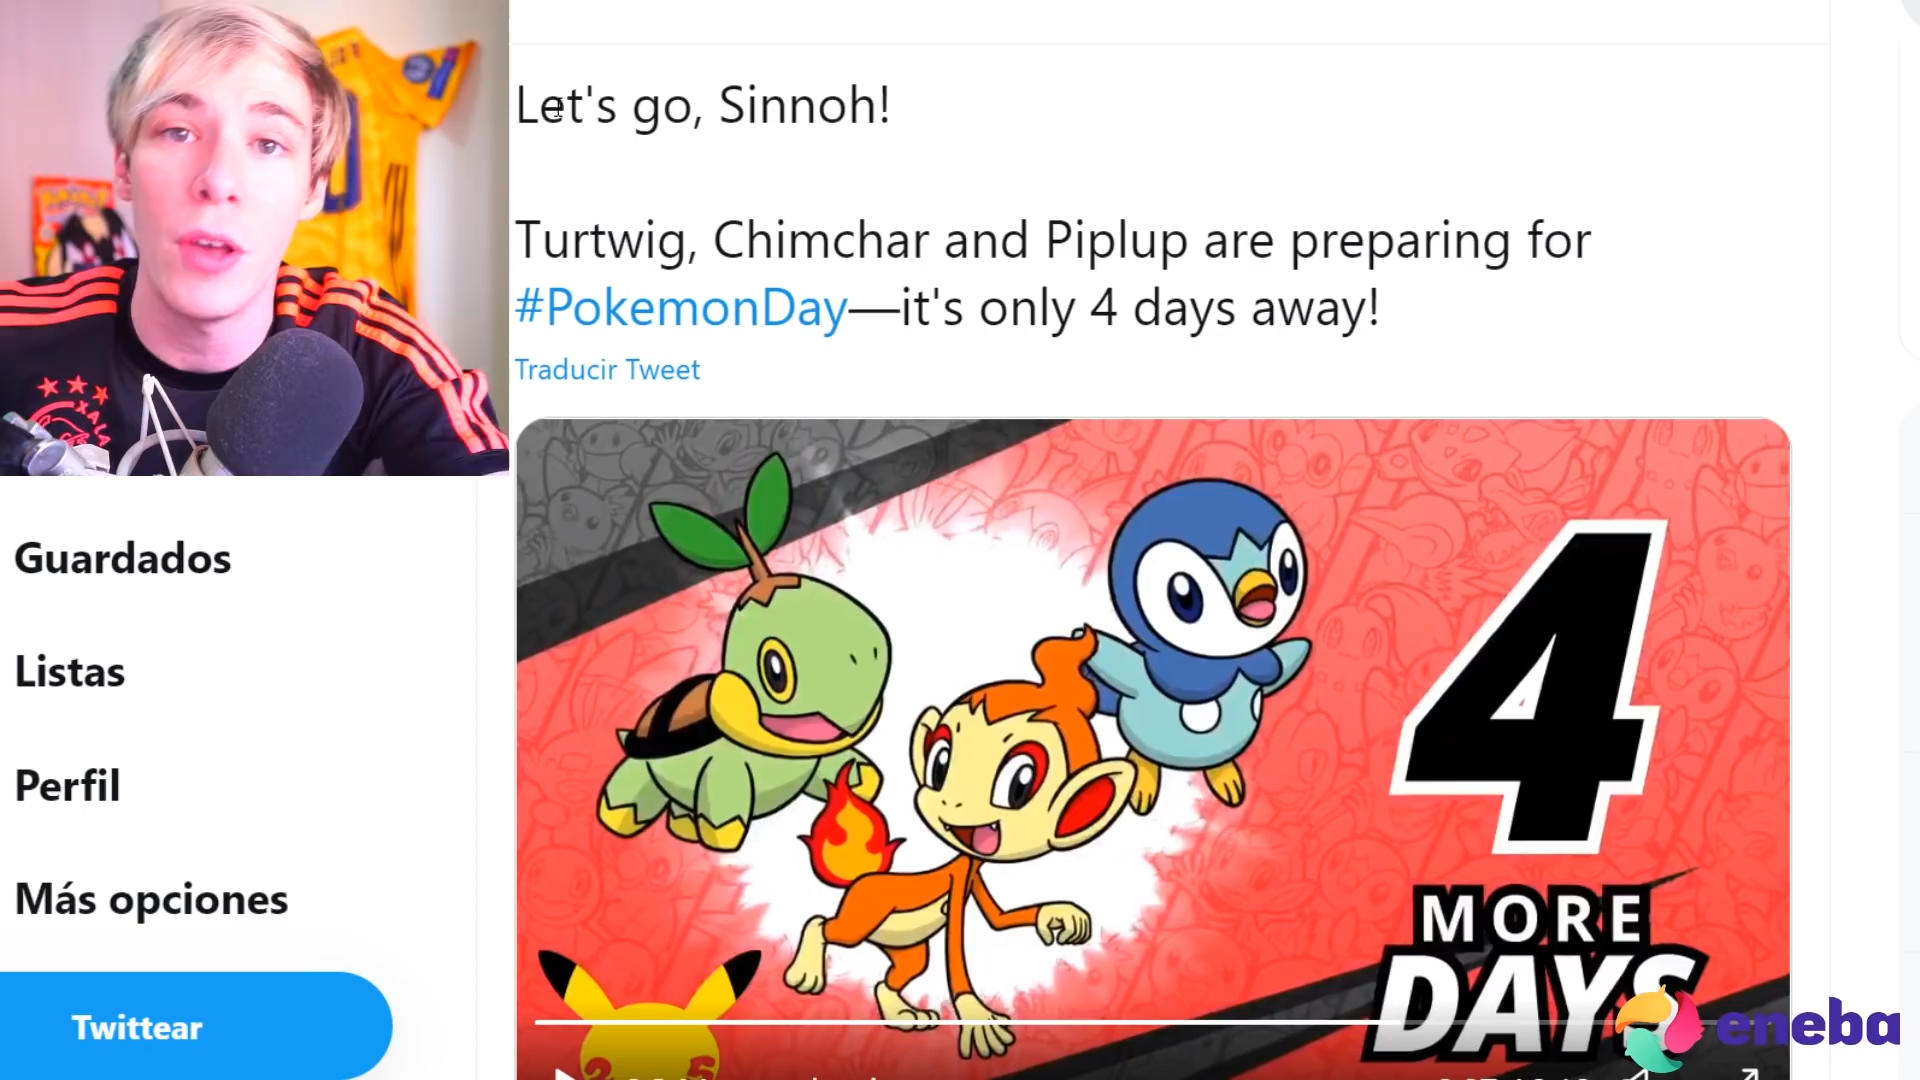 Let's go, Sinnoh!
Turtwig, Chimchar and Piplup are preparing for
#PokemonDay—it's only 4 days away!
Traducir Tweet
Guardados
Listas
Perfil
Más opciones
Twittear
4
MORE
DAYS
25
eneba